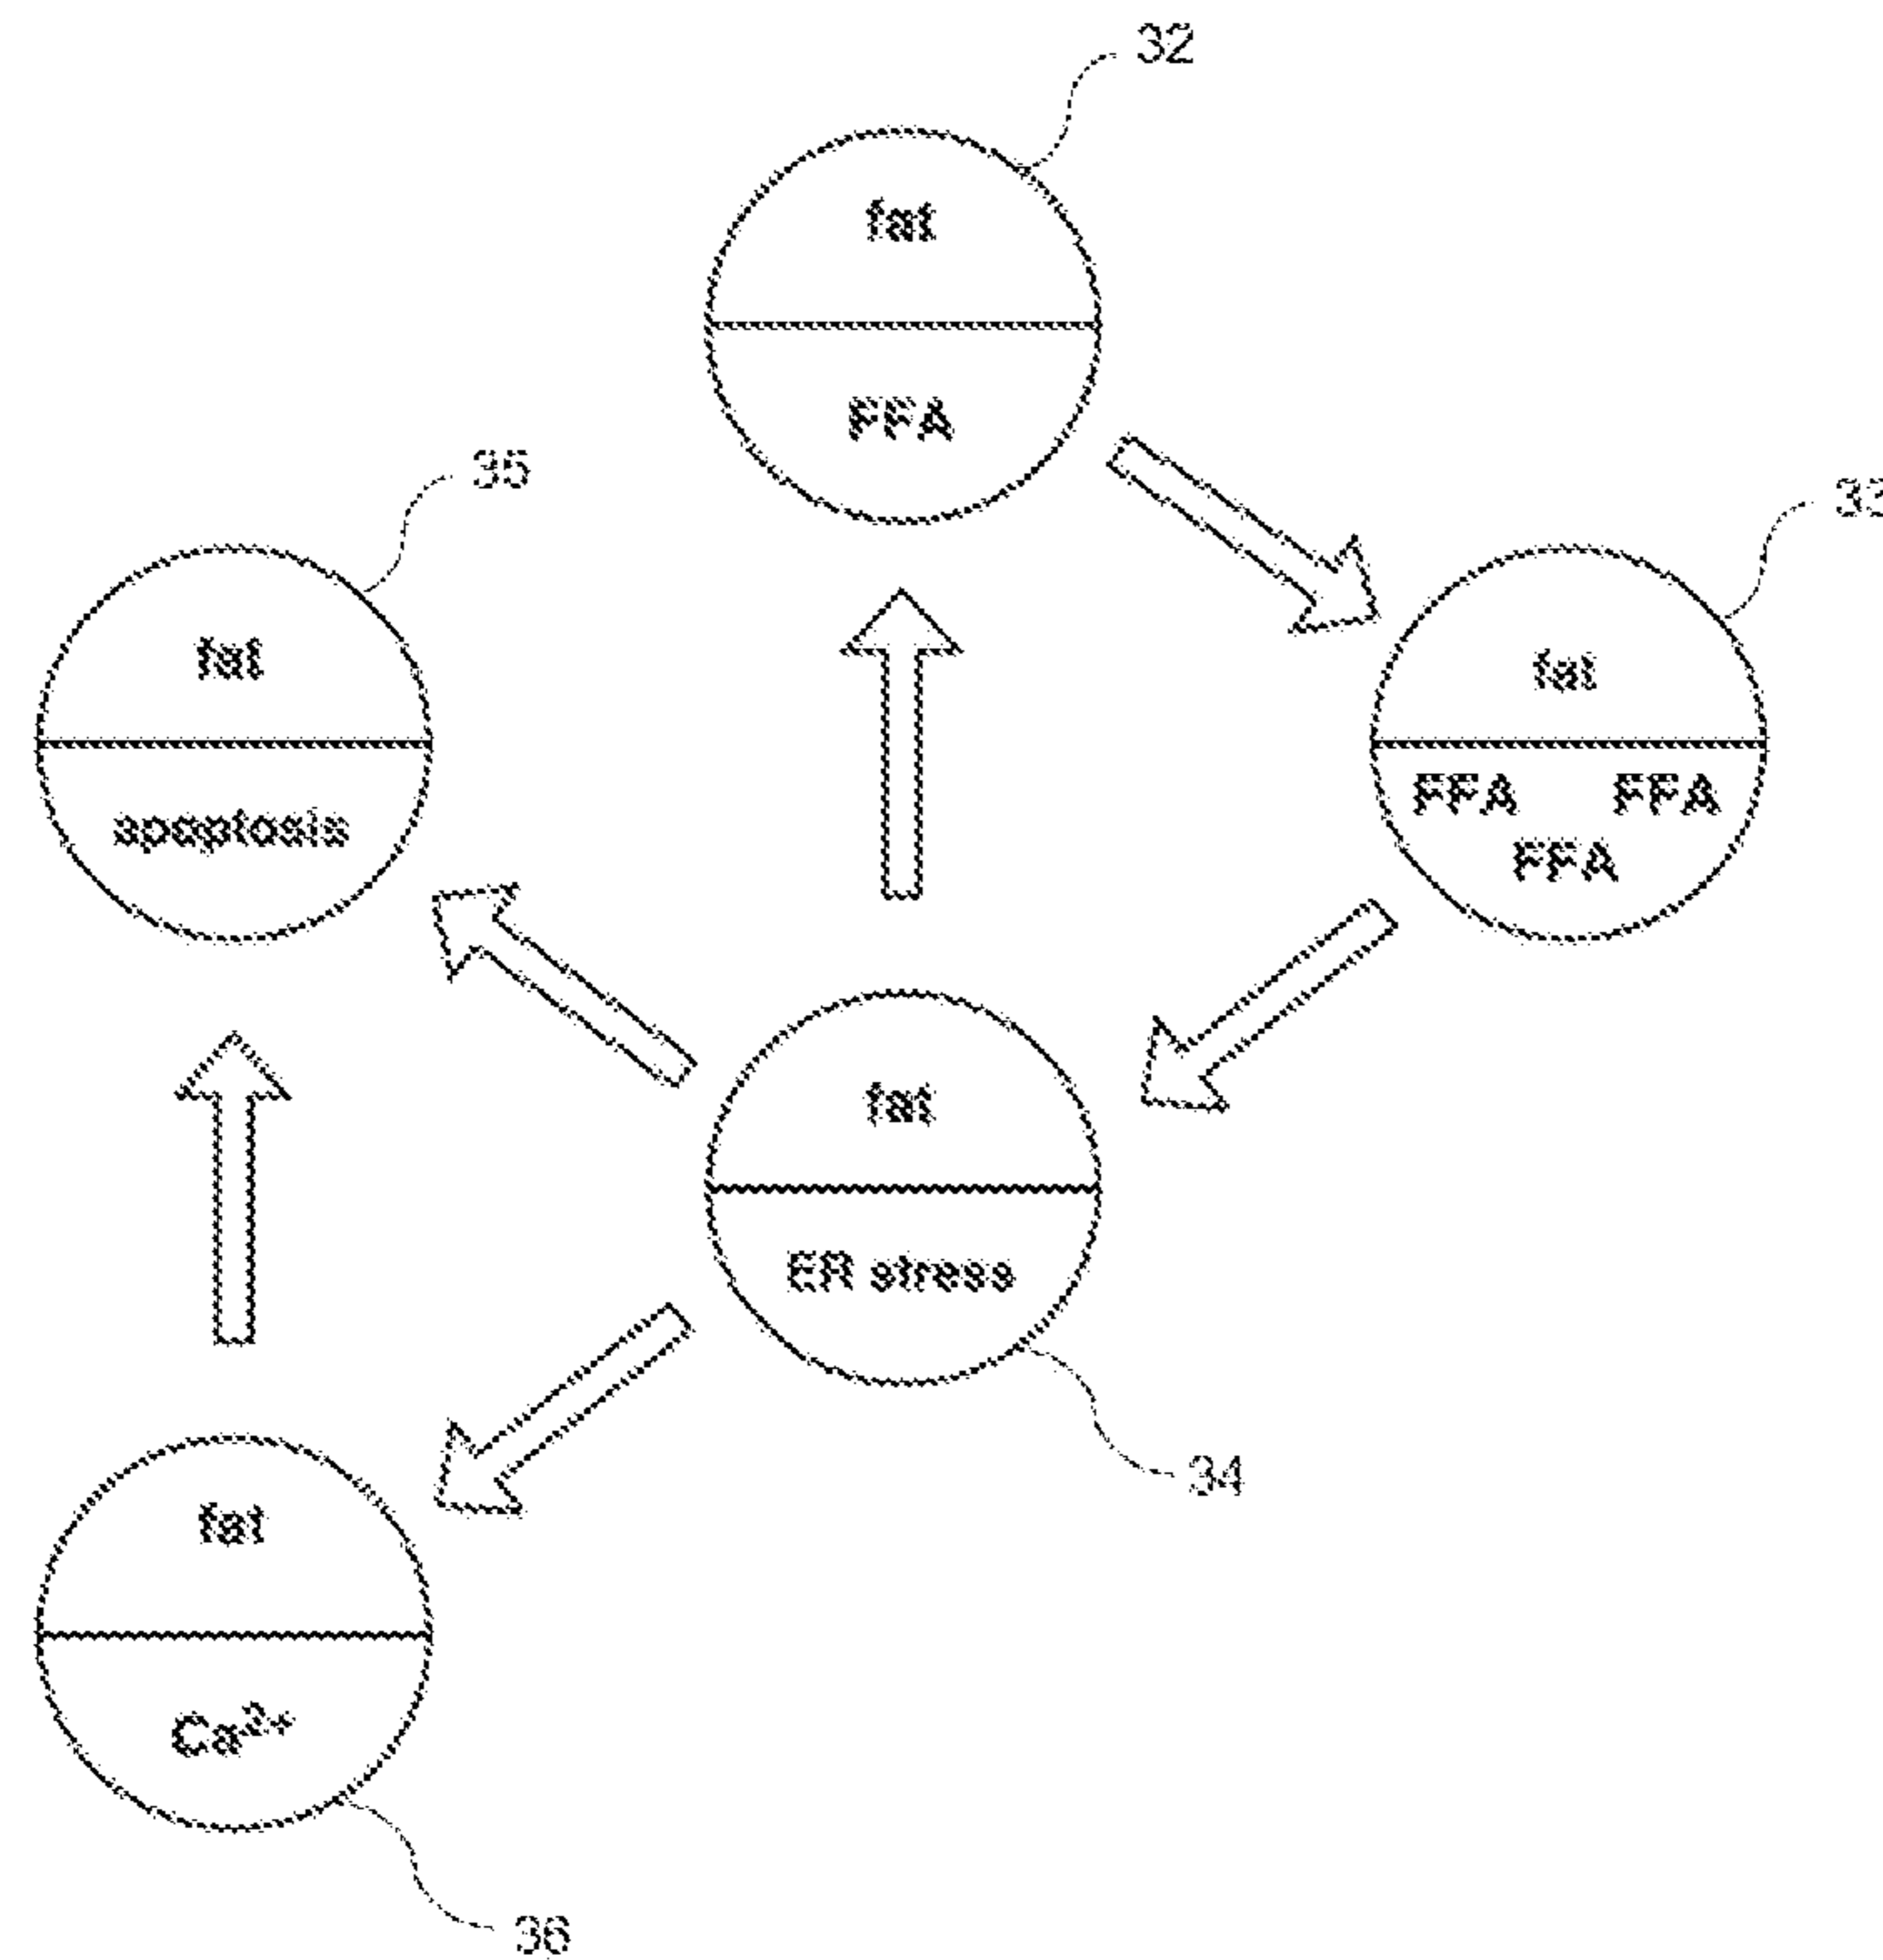 32
fat
FFA
35
33
fat
apoptosis
fat
FFA FFA
FFA
fat
ER stress
34
fat
Ca²⁺
36